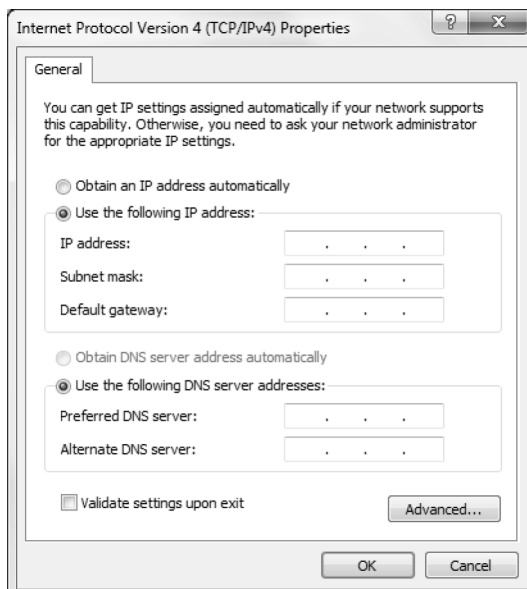 Internet Protocol Version 4 (TCP/IPv4) Properties
? X
General
You can get IP settings assigned automatically if your network supports
this capability. Otherwise, you need to ask your network administrator
for the appropriate IP settings.
Obtain an IP address automatically
Use the following IP address:
IP address: . . .
Subnet mask: . . .
Default gateway: . . .
Obtain DNS server address automatically
Use the following DNS server addresses:
Preferred DNS server: . . .
Alternate DNS server: . . .
Validate settings upon exit
Advanced...
OK Cancel